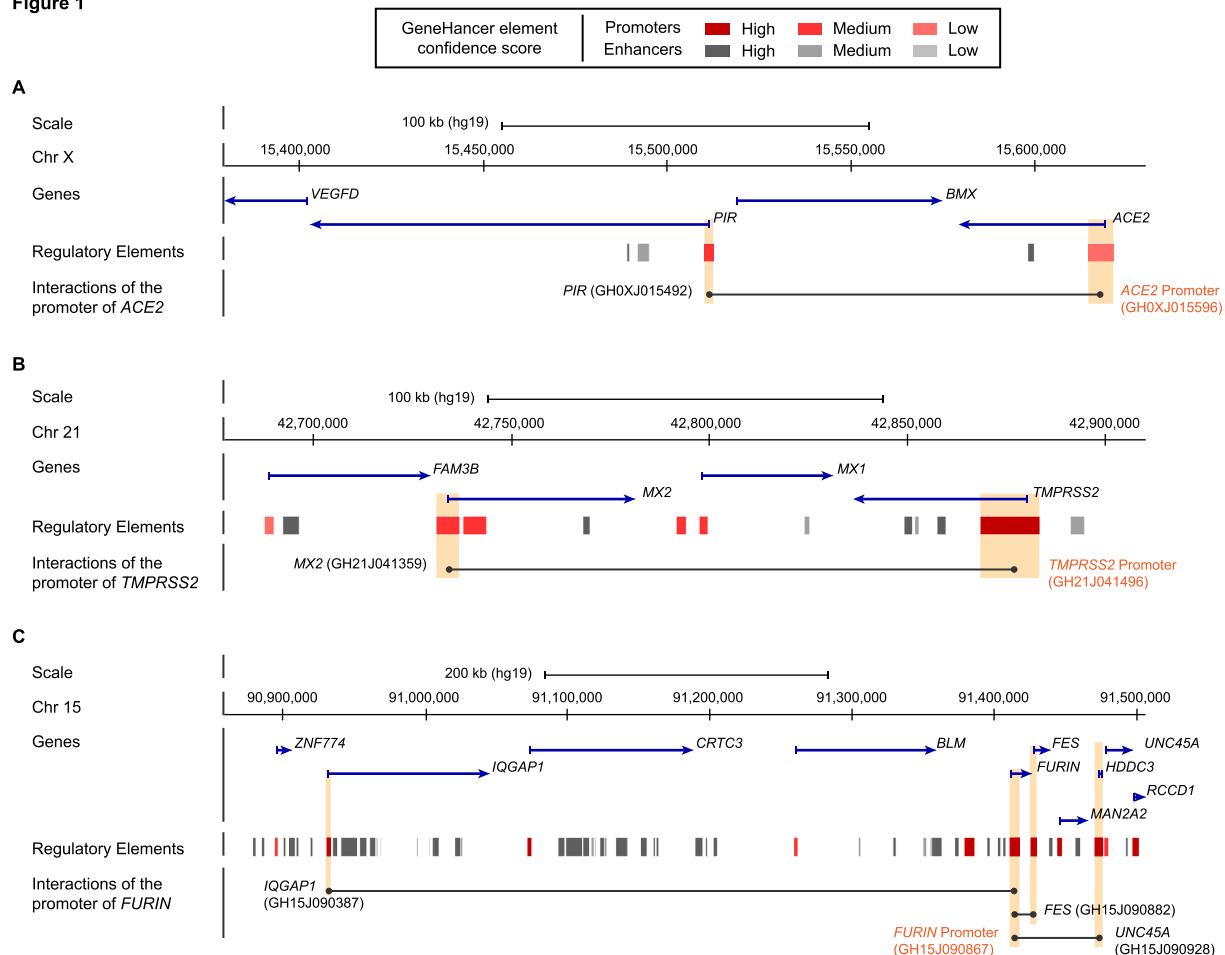 Figure 1
GeneHancer element
confidence score
Promoters High Medium Low
Enhancers High Medium Low
A
Scale
100 kb (hg19)
Chr X
15,400,000 15,450,000 15,500,000 15,550,000 15,600,000
Genes
VEGFD BMX
PIR ACE2
Regulatory Elements
Interactions of the
promoter of ACE2
PIR (GH0XJ015492)
ACE2 Promoter
(GH0XJ015596)
B
Scale
100 kb (hg19)
Chr 21
42,700,000 42,750,000 42,800,000 42,850,000 42,900,000
Genes
FAM3B MX1
MX2 TMPRSS2
Regulatory Elements
Interactions of the
promoter of TMPRSS2
MX2 (GH21J041359)
TMPRSS2 Promoter
(GH21J041496)
C
Scale
200 kb (hg19)
Chr 15
90,900,000 91,000,000 91,100,000 91,200,000 91,300,000 91,400,000 91,500,000
Genes
ZNF774 CRTC3 BLM FES UNC45A
IQGAP1 FURIN HDDC3
RCCD1
MAN2A2
Regulatory Elements
Interactions of the
promoter of FURIN
IQGAP1
(GH15J090387)
FES (GH15J090882)
FURIN Promoter
(GH15J090867)
UNC45A
(GH15J090928)